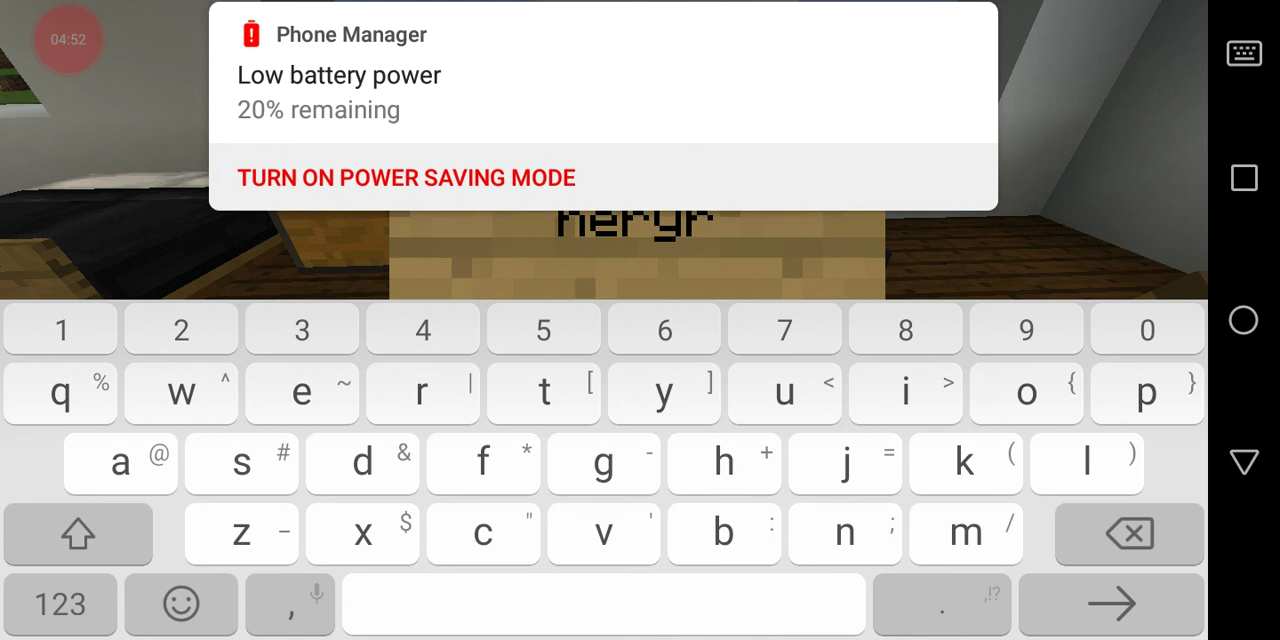 04:52
Phone Manager
Low battery power
20% remaining
TURN ON POWER SAVING MODE
1 2 3 4 5 6 7 8 9 0
q % w ^ e ~ r | t [ y ] u < i > o { p }
a @ s # d & f * g - h + j = k ( l )
z _ x $ c " v ' b : n ; m /
123 , . ,!?